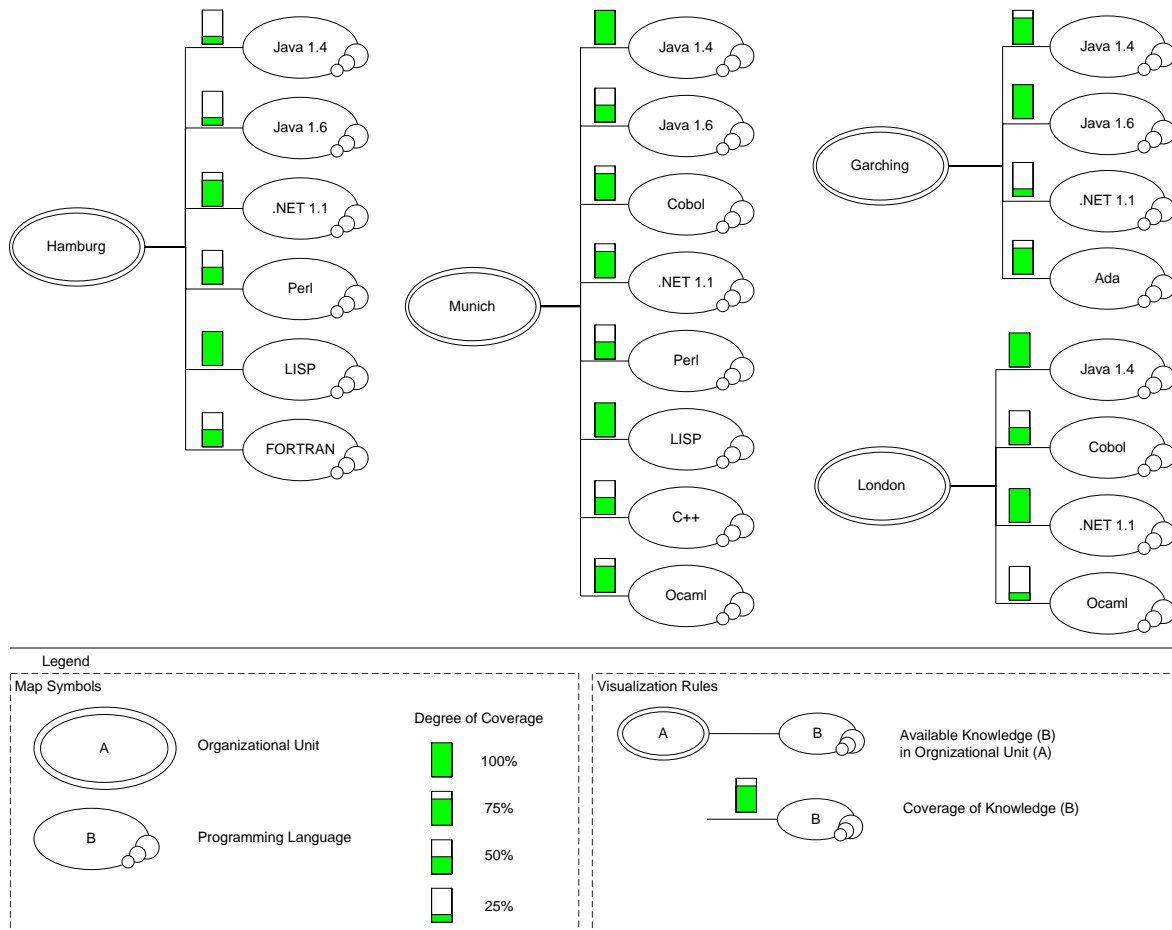 Hamburg
Java 1.4
Java 1.6
.NET 1.1
Perl
LISP
FORTRAN
Munich
Java 1.4
Java 1.6
Cobol
.NET 1.1
Perl
LISP
C++
Ocaml
Garching
Java 1.4
Java 1.6
.NET 1.1
Ada
London
Java 1.4
Cobol
.NET 1.1
Ocaml
Legend
Map Symbols
A
Organizational Unit
B
Programming Language
Degree of Coverage
100%
75%
50%
25%
Visualization Rules
A
B
Available Knowledge (B)
in Orgnizational Unit (A)
B
Coverage of Knowledge (B)